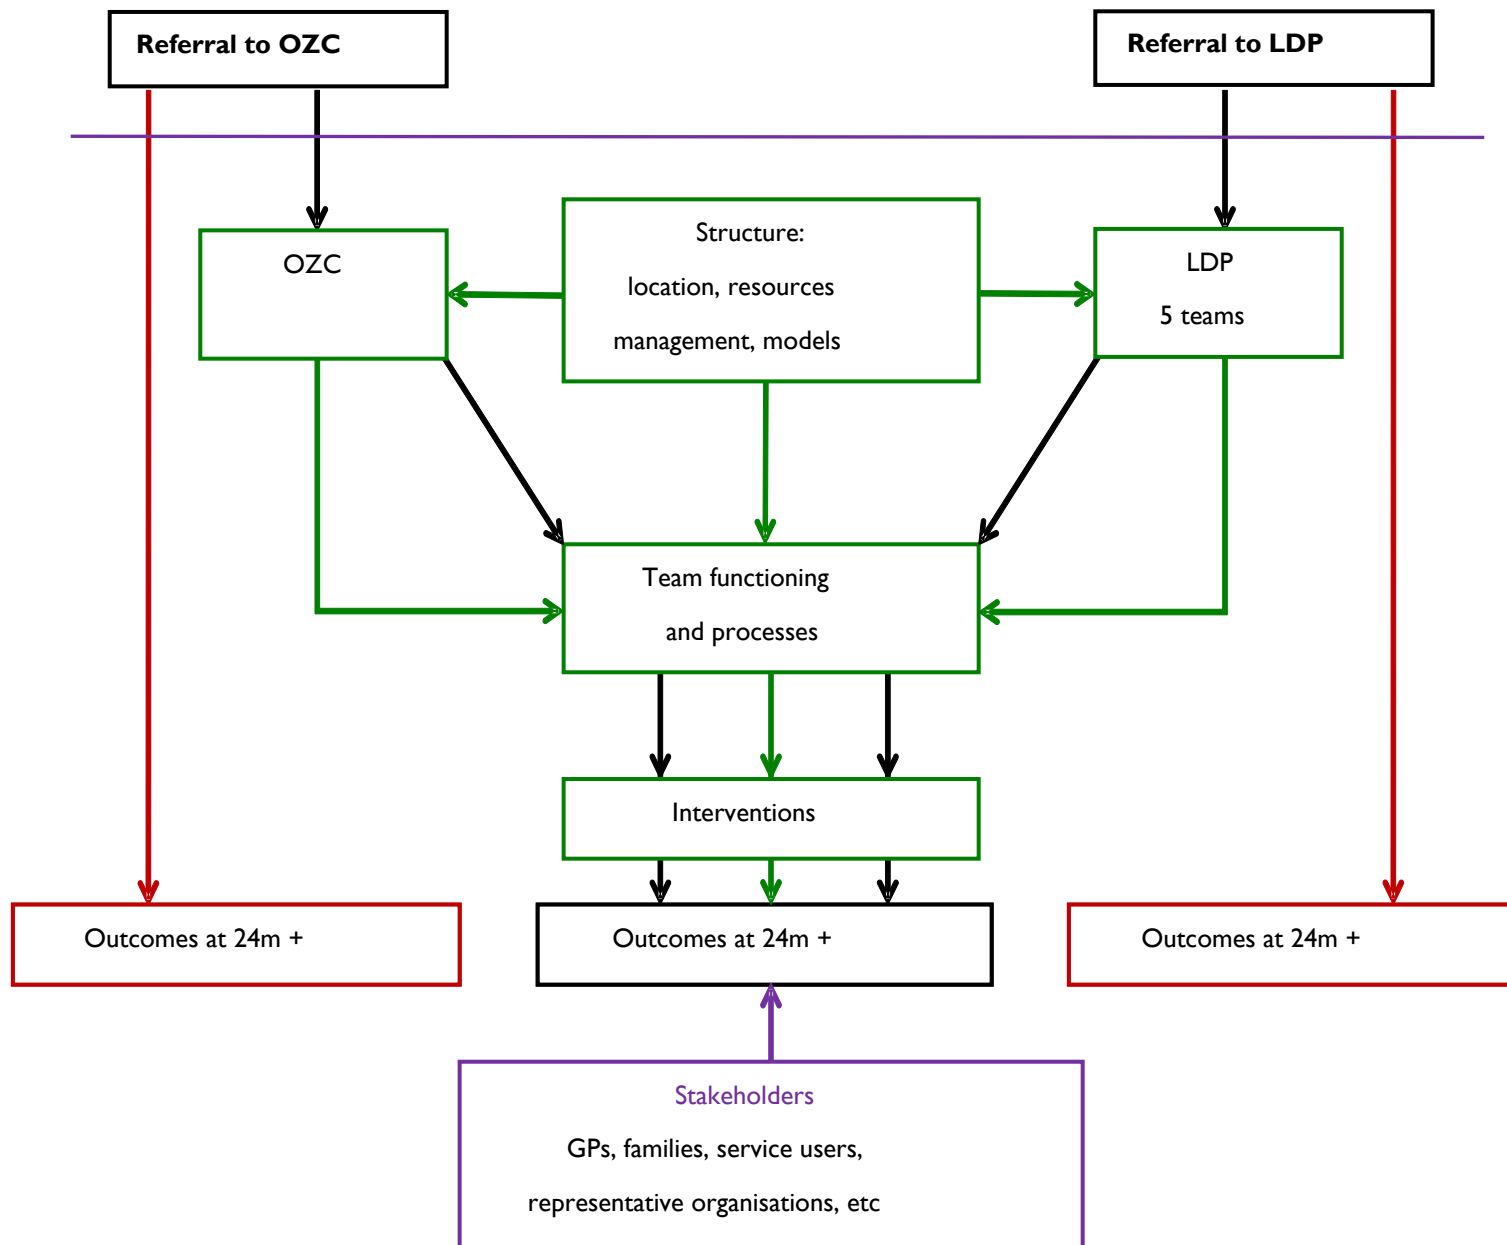 Referral to OZC
Referral to LDP
OZC
Structure:
location, resources
management, models
LDP
5 teams
Team functioning
and processes
Interventions
Outcomes at 24m +
Outcomes at 24m +
Outcomes at 24m +
Stakeholders
GPs, families, service users,
representative organisations, etc